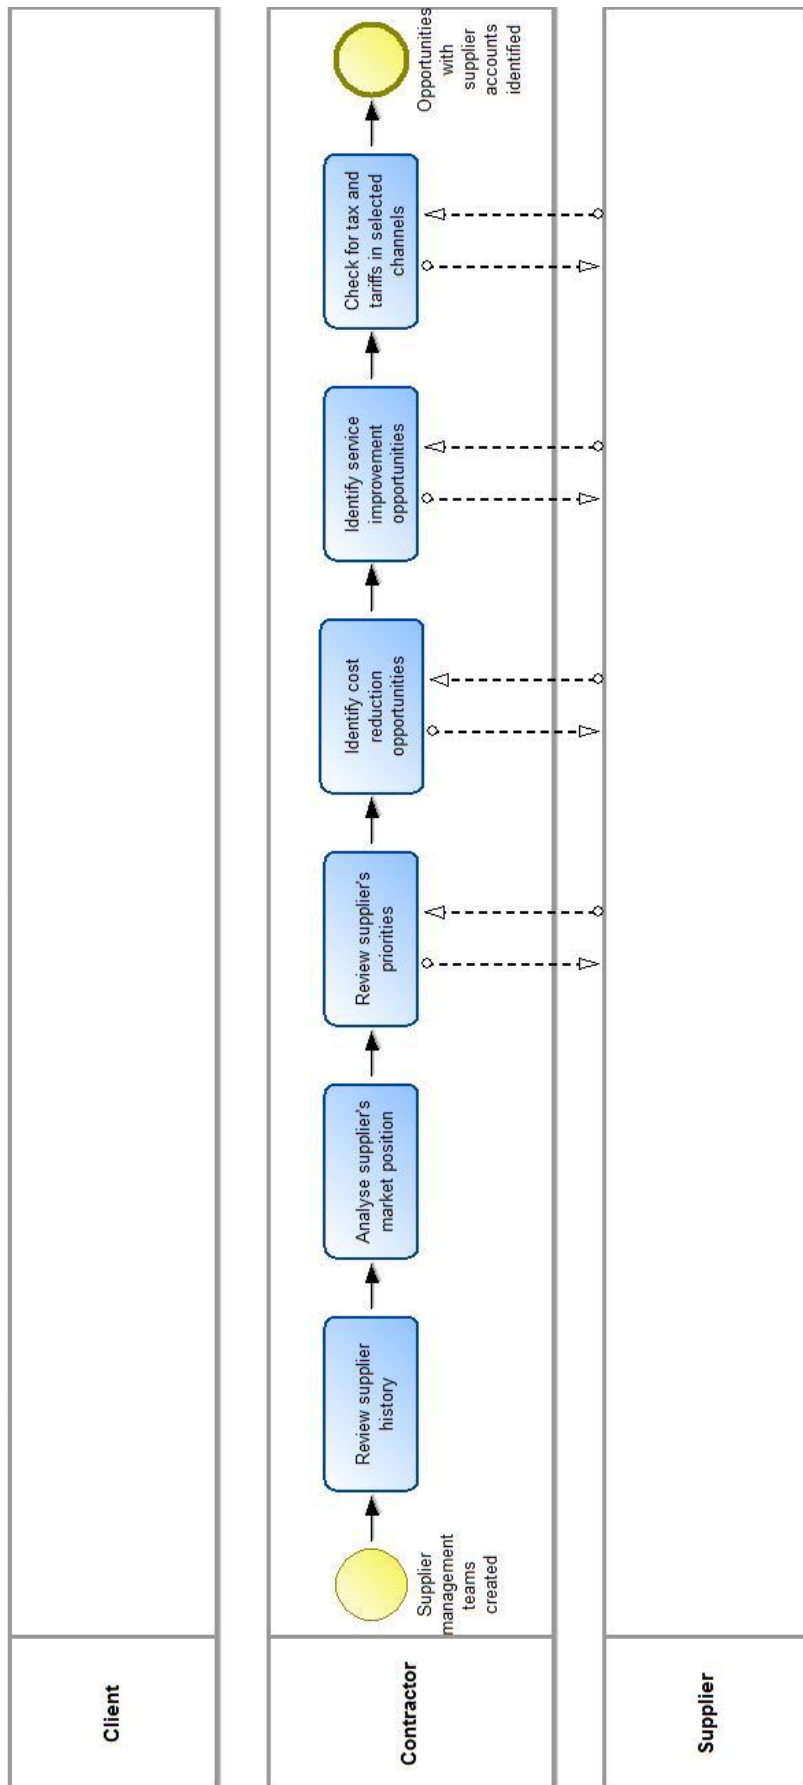 Client
Contractor
Supplier
management
teams
created
Review supplier
history
Analyse supplier's
market position
Review supplier's
priorities
Identify cost
reduction
opportunities
Identify service
improvement
opportunities
Check for tax and
tariffs in selected
channels
Opportunities
with
supplier
accounts
identified
Supplier